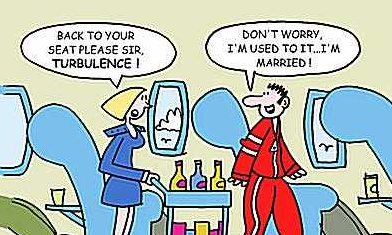 BACK TO YOUR
SEAT PLEASE SIR,
TURBULENCE !
DON'T WORRY,
I'M USED TO IT...I'M
MARRIED !